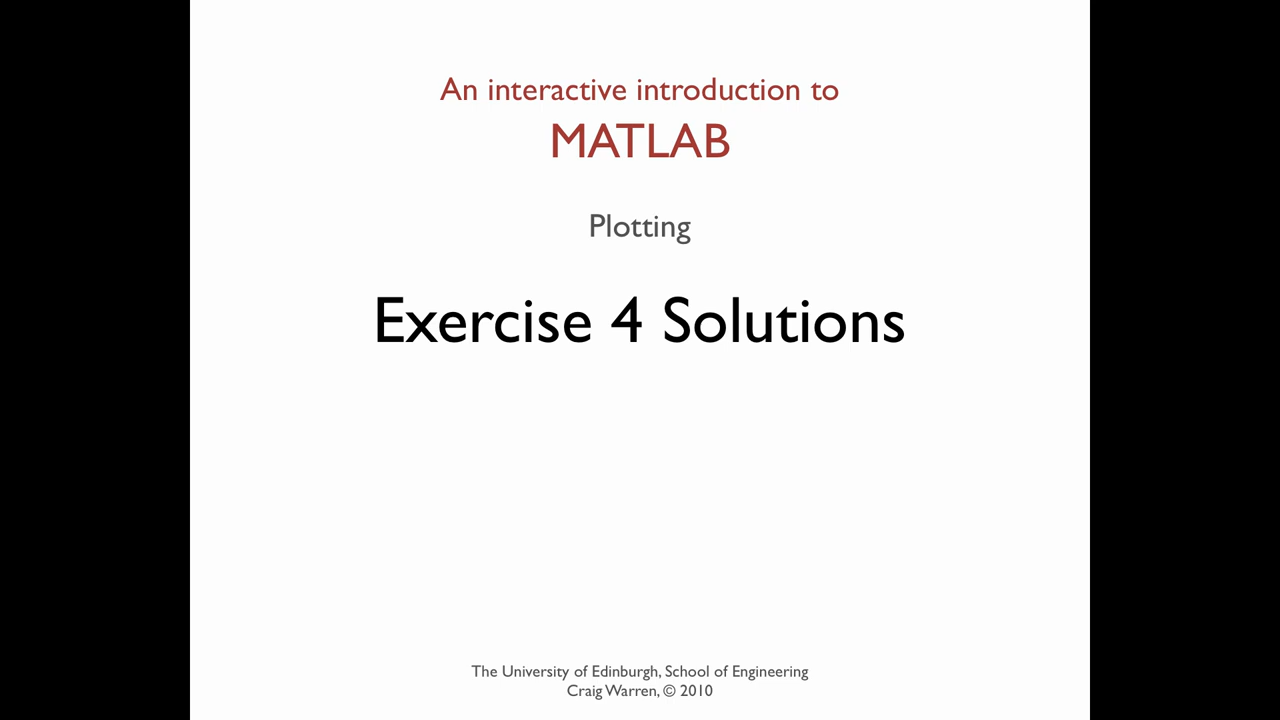 An interactive introduction to
MATLAB
Plotting
Exercise 4 Solutions
The University of Edinburgh, School of Engineering
Craig Warren, © 2010